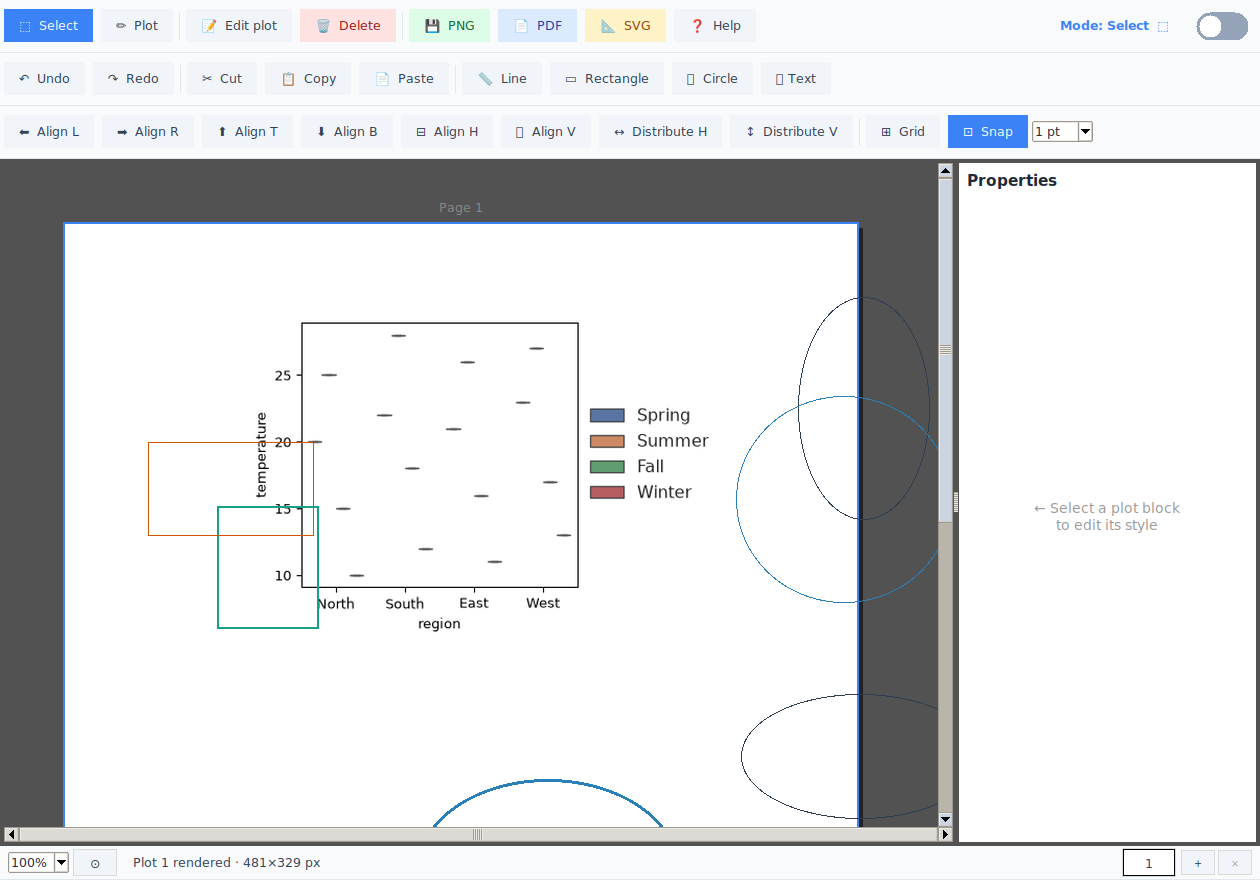 Select Plot Edit plot Delete PNG PDF SVG Help Mode: Select
Undo Redo Cut Copy Paste Line Rectangle Circle Text
Align L Align R Align T Align B Align H Align V Distribute H Distribute V Grid Snap 1 pt
Page 1
Properties
25
20
15
10
temperature
North South East West
region
Spring
Summer
Fall
Winter
← Select a plot block
to edit its style
100% Plot 1 rendered · 481×329 px 1 + ×